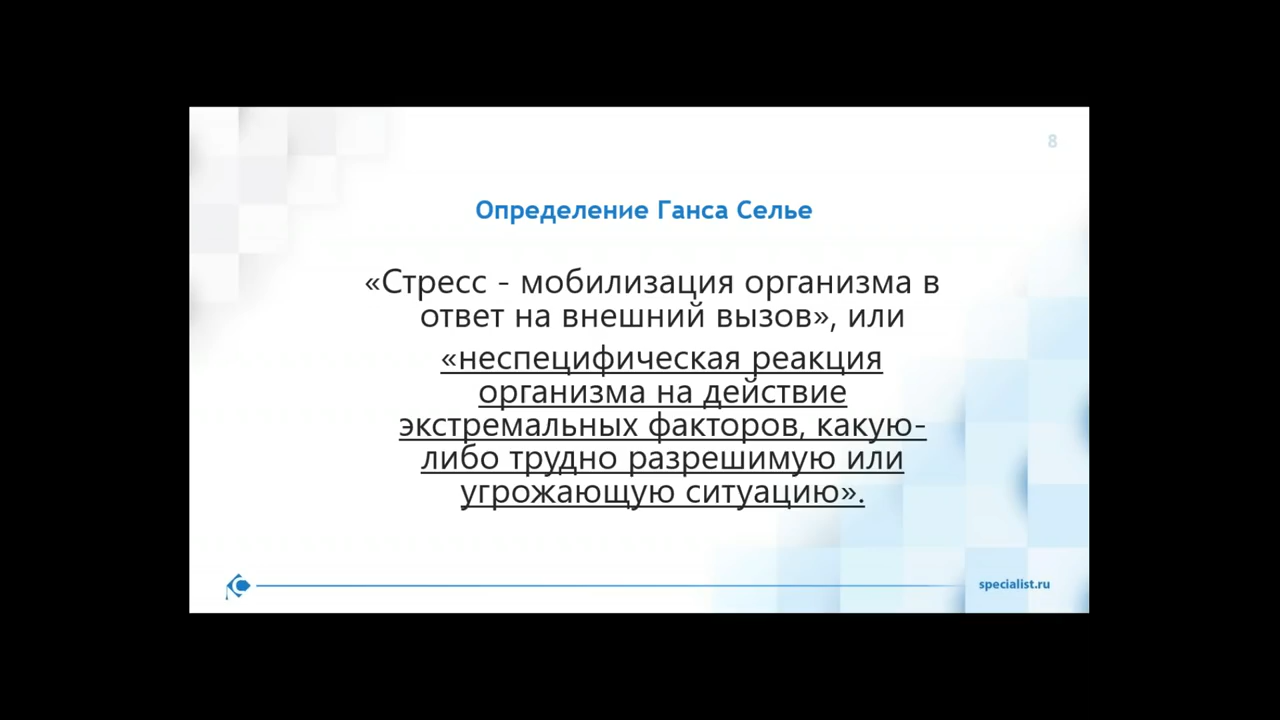 8
Определение Ганса Селье
«Стресс - мобилизация организма в
ответ на внешний вызов», или
«неспецифическая реакция
организма на действие
экстремальных факторов, какую-
либо трудно разрешимую или
угрожающую ситуацию».
specialist.ru